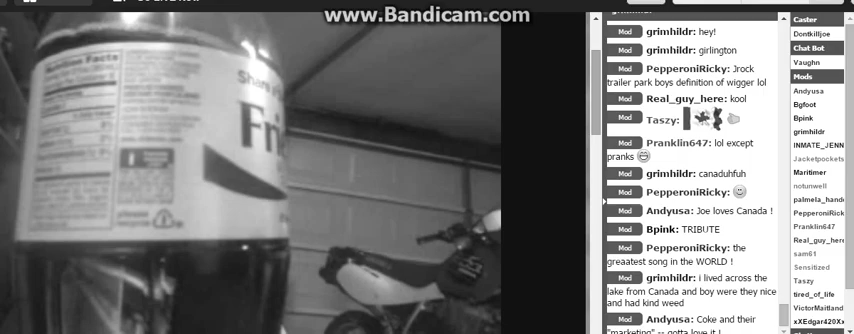 www.Bandicam.com
Nutrition Facts
Share a
Fri
Mod grimhildr: hey!
Mod grimhildr: girlington
Mod PepperoniRicky: Jrock
trailer park boys definition of wigger lol
Mod Real_guy_here: kool
Mod Taszy:
Mod Pranklin647: lol except
pranks
Mod grimhildr: canaduhfuh
Mod PepperoniRicky:
Mod Andyusa: Joe loves Canada !
Mod Bpink: TRIBUTE
Mod PepperoniRicky: the
greaatest song in the WORLD !
Mod grimhildr: i lived across the
lake from Canada and boy were they nice
and had kind weed
Mod Andyusa: Coke and their
"marketing" -- gotta love it !
Caster
Dontkilljoe
Chat Bot
Vaughn
Mods
Andyusa
Bgfoot
Bpink
grimhildr
INMATE_JENN
Jacketpockets
Maritimer
notunwell
palmela_hand
PepperoniRick
Pranklin647
Real_guy_here
sam61
Sensitized
Taszy
tired_of_life
VictorMaitland
xXEdgar420Xx